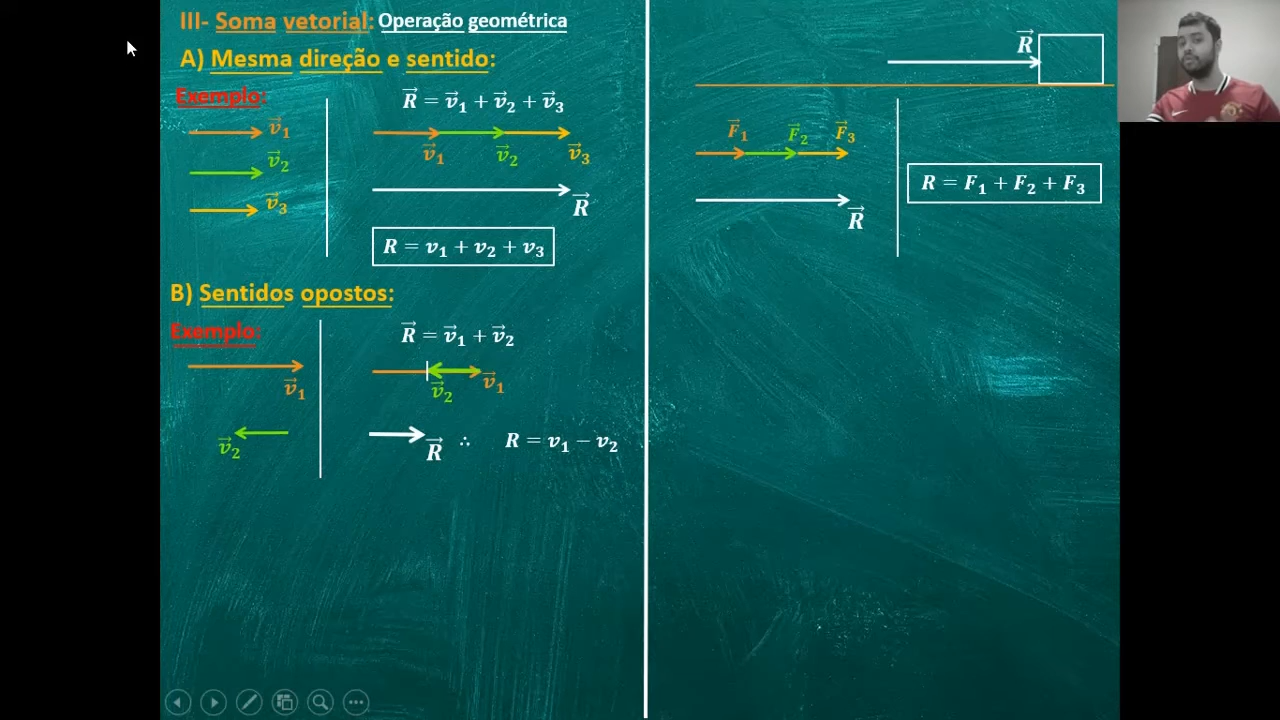 III- Soma vetorial: Operação geométrica
A) Mesma direção e sentido:
Exemplo:
v⃗₁
v⃗₂
v⃗₃
R⃗ = v⃗₁ + v⃗₂ + v⃗₃
v⃗₁ v⃗₂ v⃗₃
R⃗
R = v₁ + v₂ + v₃
B) Sentidos opostos:
Exemplo:
v⃗₁
v⃗₂
R⃗ = v⃗₁ + v⃗₂
v⃗₂ v⃗₁
R⃗ ∴ R = v₁ − v₂
R⃗
F⃗₁ F⃗₂ F⃗₃
R⃗
R = F₁ + F₂ + F₃